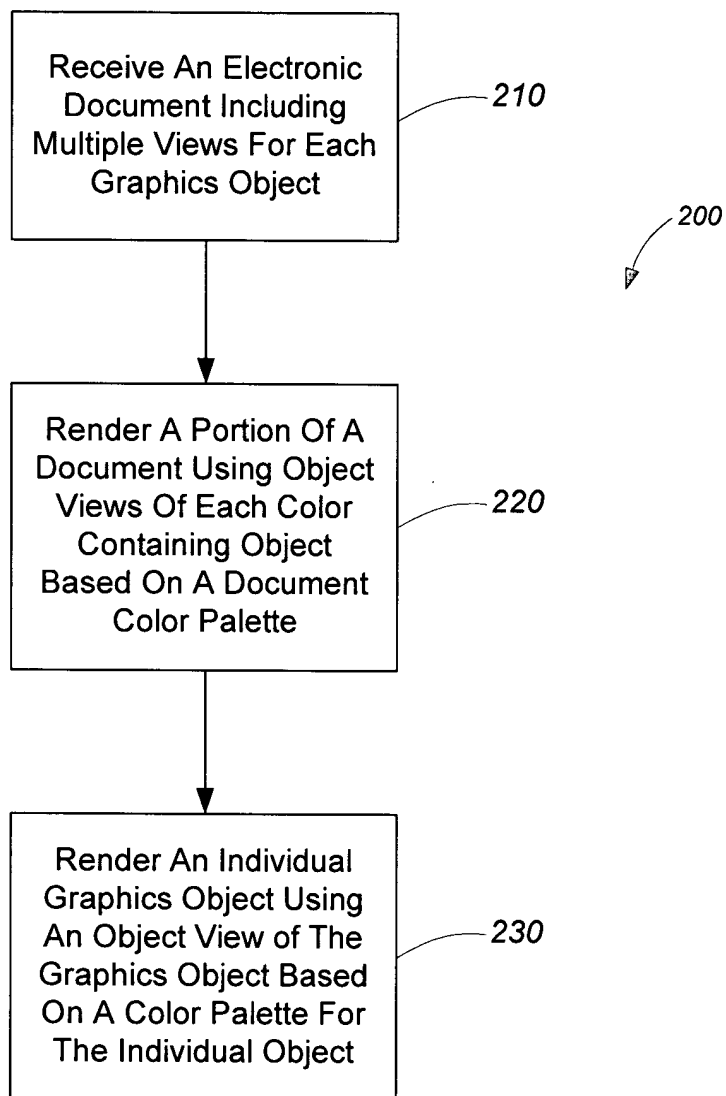 Receive An Electronic
Document Including
Multiple Views For Each
Graphics Object
210
200
Render A Portion Of A
Document Using Object
Views Of Each Color
Containing Object
Based On A Document
Color Palette
220
Render An Individual
Graphics Object Using
An Object View of The
Graphics Object Based
On A Color Palette For
The Individual Object
230